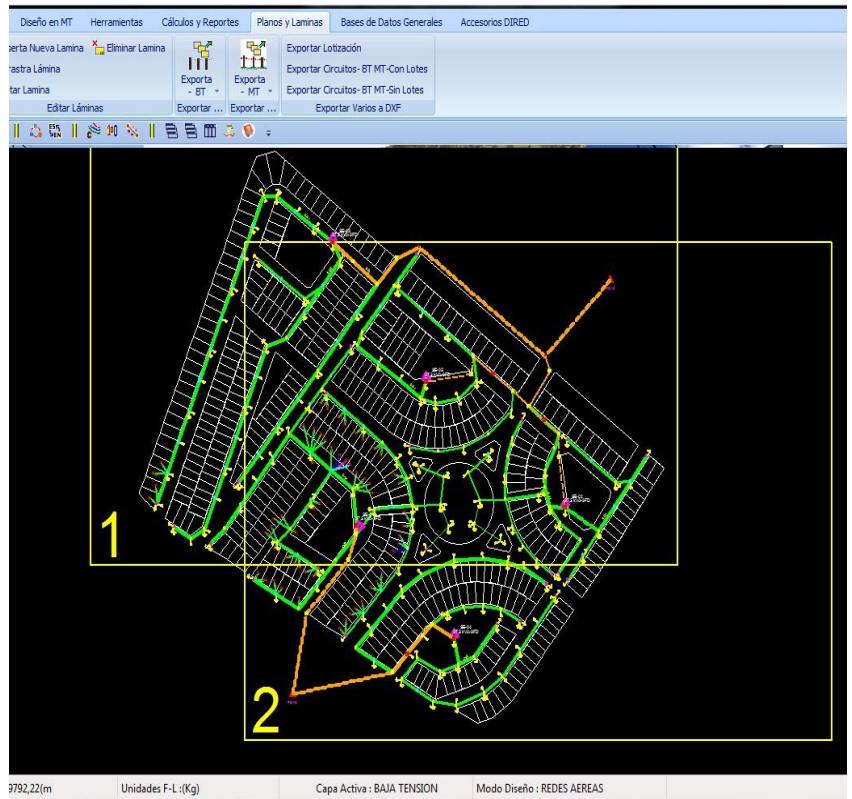 Diseño en MT Herramientas Cálculos y Reportes Planos y Laminas Bases de Datos Generales Accesorios DIRED
serta Nueva Lamina Eliminar Lamina
rastra Lámina
tar Lamina
Editar Láminas
Exporta
- BT
Exportar ...
Exporta
- MT
Exportar ...
Exportar Lotización
Exportar Circuitos- BT MT-Con Lotes
Exportar Circuitos- BT MT-Sin Lotes
Exportar Varios a DXF
1
2
9792,22(m Unidades F-L :(Kg) Capa Activa : BAJA TENSION Modo Diseño : REDES AEREAS